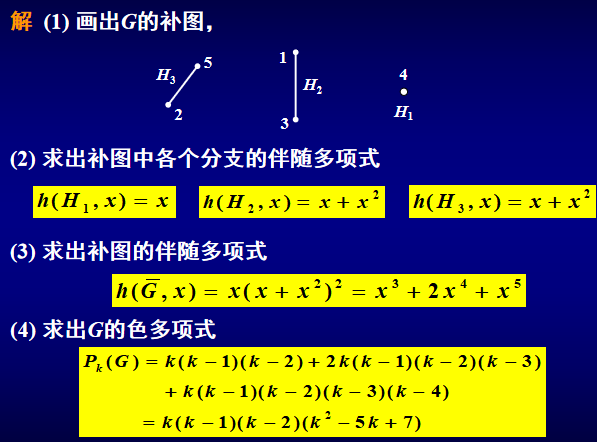 解 (1) 画出G的补图，
5
H₃
2
1
H₂
3
4
H₁
(2) 求出补图中各个分支的伴随多项式
h(H₁, x) = x h(H₂, x) = x + x² h(H₃, x) = x + x²
(3) 求出补图的伴随多项式
h(G̅, x) = x(x + x²)² = x³ + 2x⁴ + x⁵
(4) 求出G的色多项式
Pₖ(G) = k(k − 1)(k − 2) + 2k(k − 1)(k − 2)(k − 3)
+ k(k − 1)(k − 2)(k − 3)(k − 4)
= k(k − 1)(k − 2)(k² − 5k + 7)